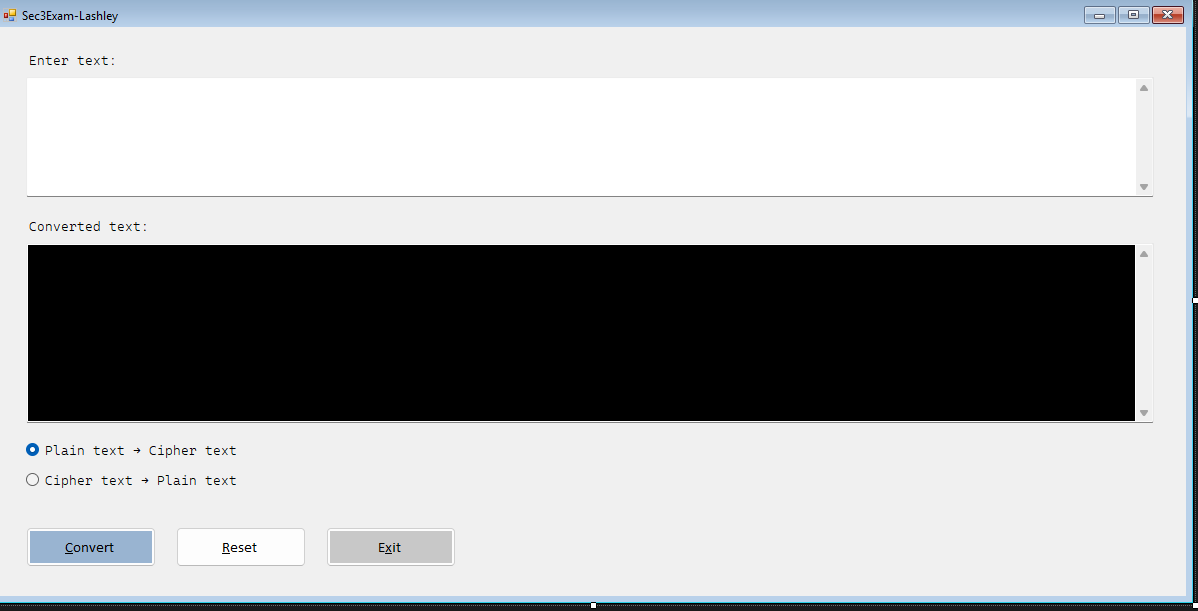 Sec3Exam-Lashley
Enter text:
Converted text:
Plain text → Cipher text
Cipher text → Plain text
Convert Reset Exit